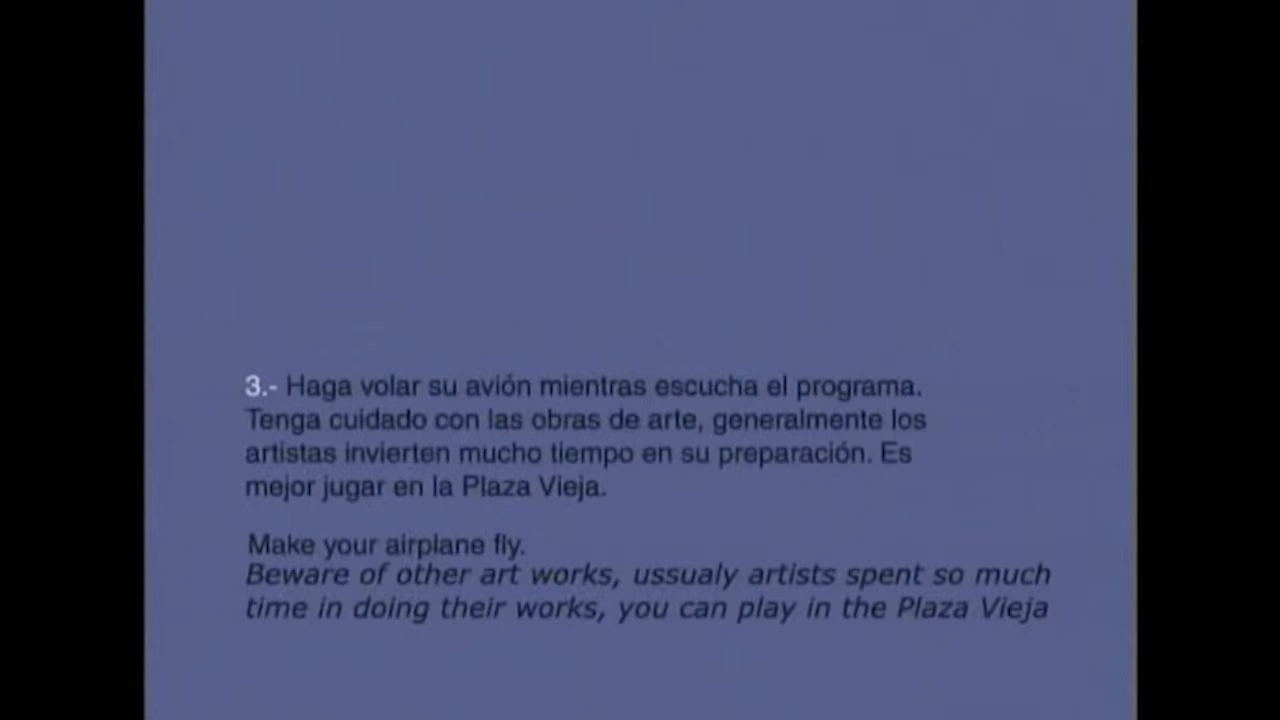 3.- Haga volar su avión mientras escucha el programa.
Tenga cuidado con las obras de arte, generalmente los
artistas invierten mucho tiempo en su preparación. Es
mejor jugar en la Plaza Vieja.
Make your airplane fly.
Beware of other art works, ussualy artists spent so much
time in doing their works, you can play in the Plaza Vieja